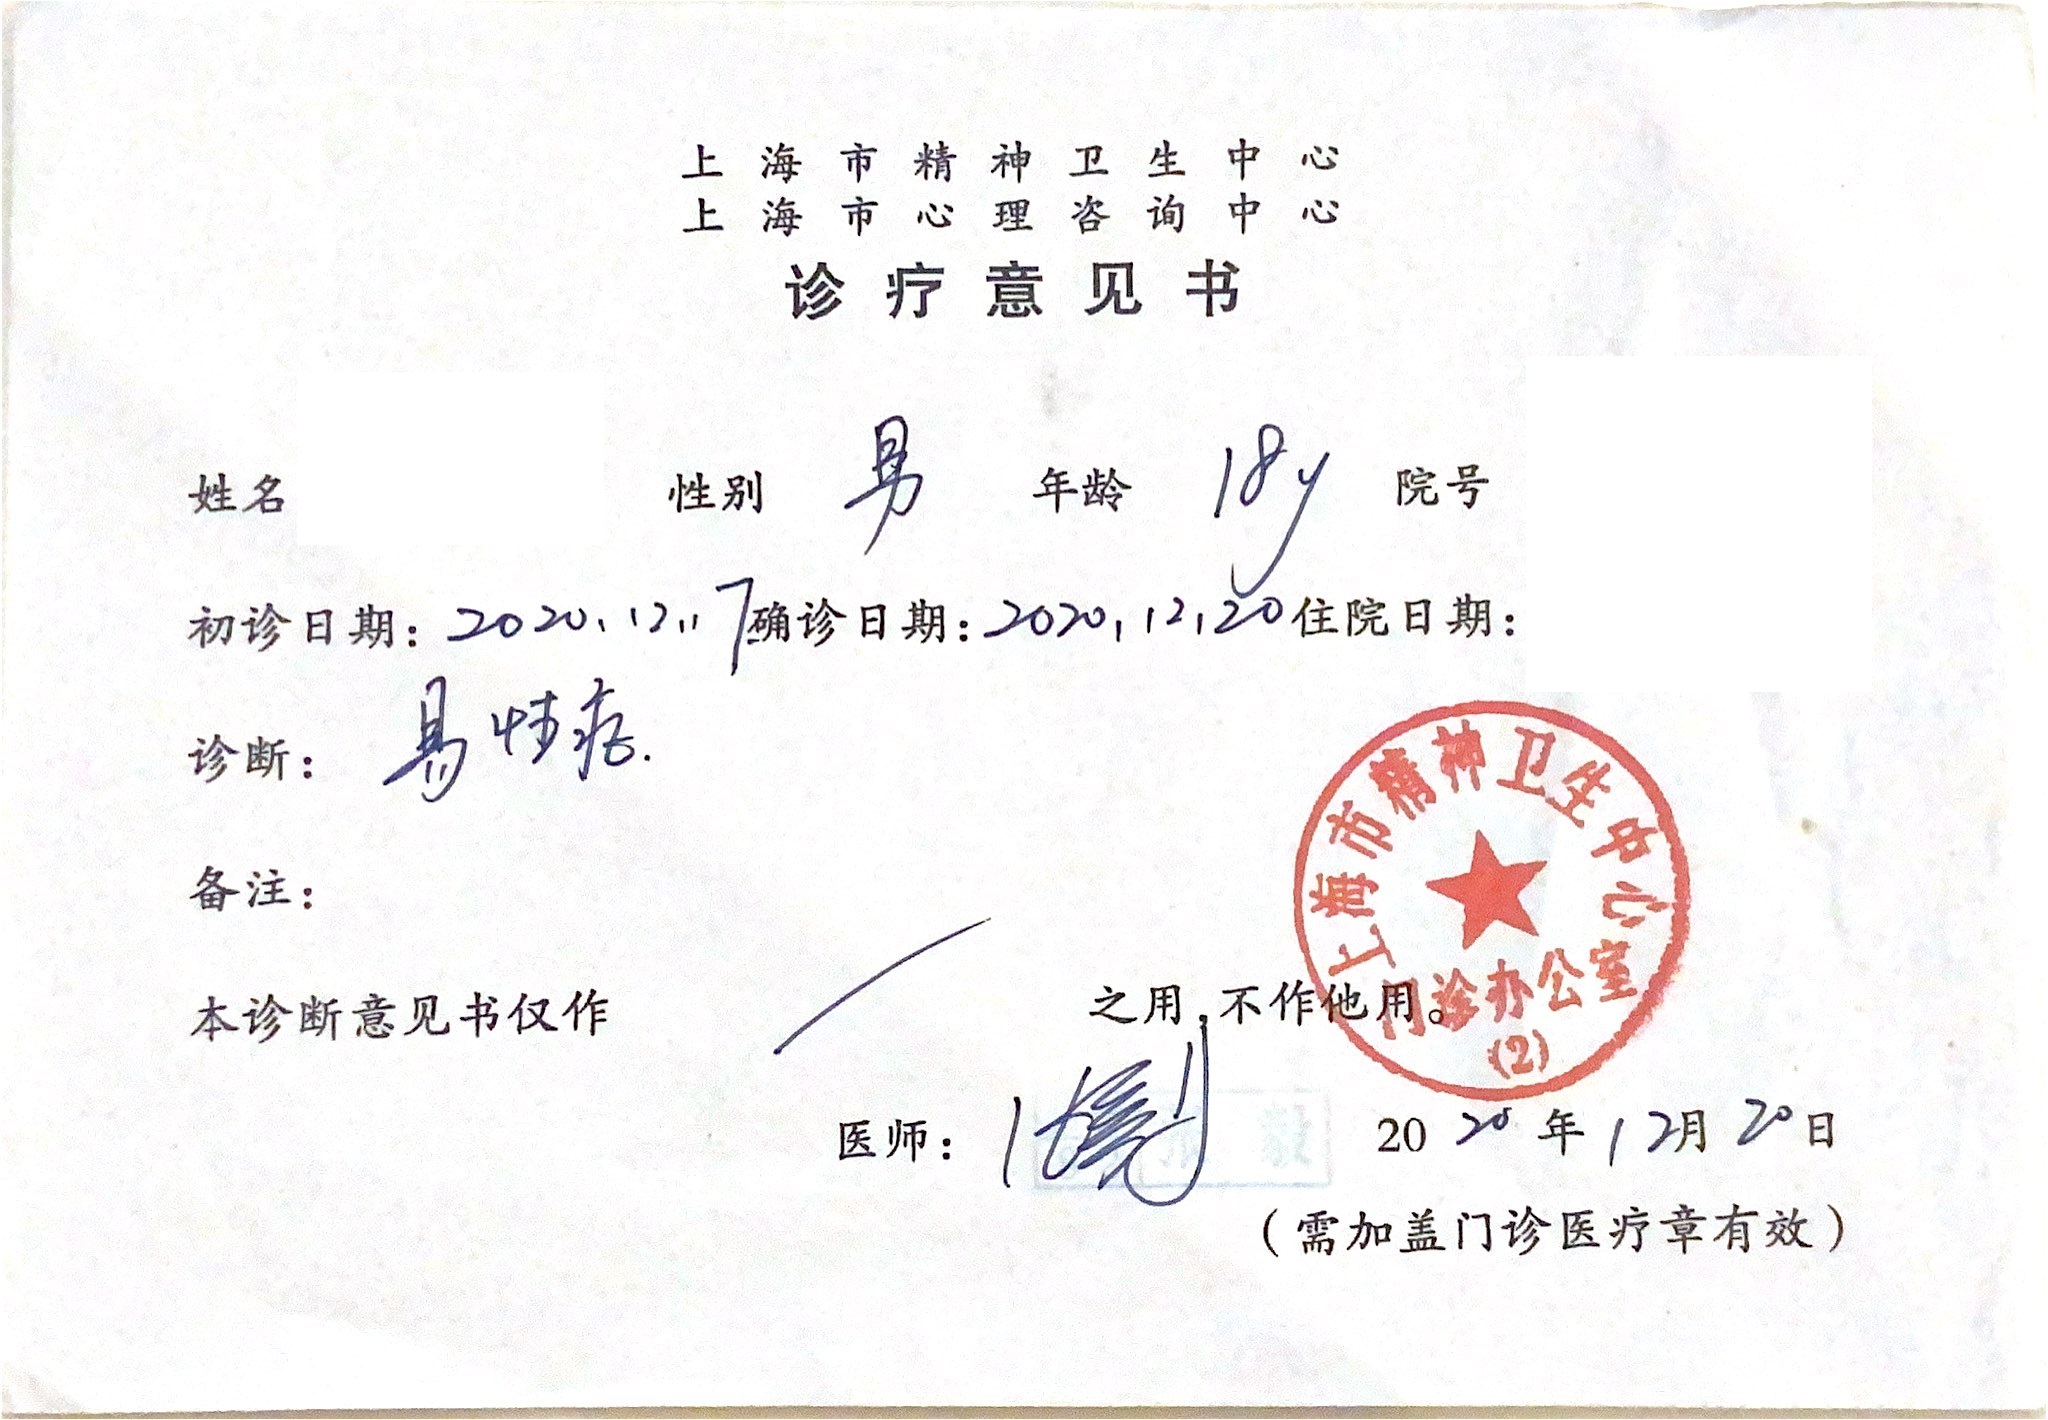 上海市精神卫生中心
上海市心理咨询中心
诊疗意见书
姓名 性别 男 年龄 18y 院号
初诊日期：2020.12.17 确诊日期：2020.12.20 住院日期：
诊断：易性症.
备注：
本诊断意见书仅作 之用，不作他用。
上海市精神卫生中心
门诊办公室
(2)
医师： 2020年12月20日
（需加盖门诊医疗章有效）